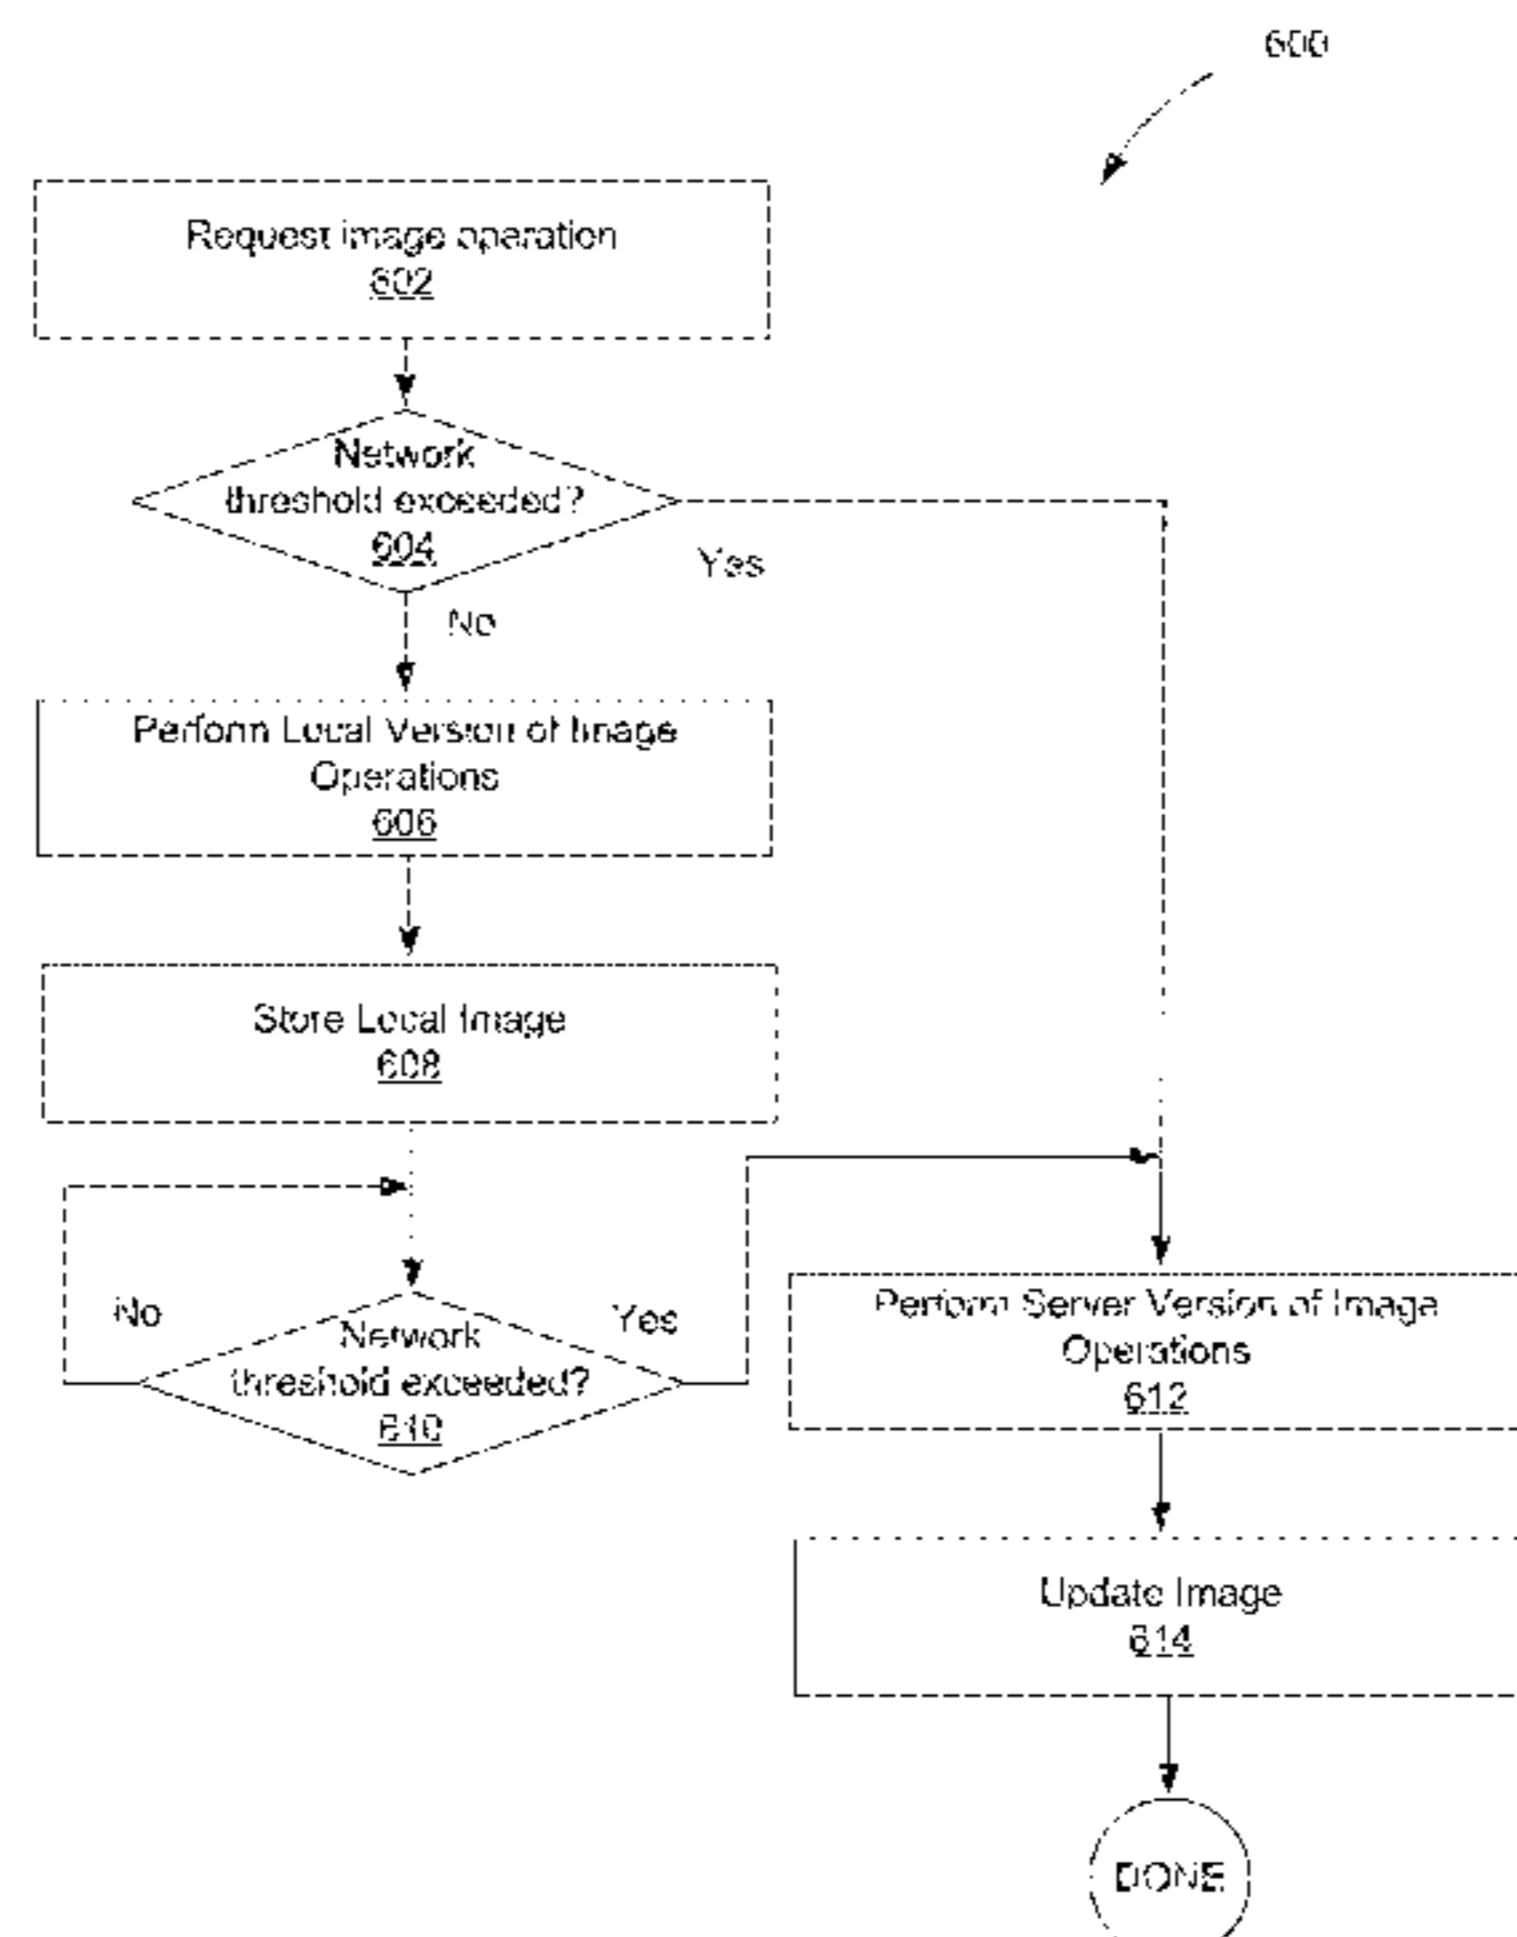 600
Request image operation
602
Network
threshold exceeded?
604
Yes
No
Perform Local Version of Image
Operations
606
Store Local Image
608
No
Yes
Network
threshold exceeded?
610
Perform Server Version of Image
Operations
612
Update Image
614
DONE